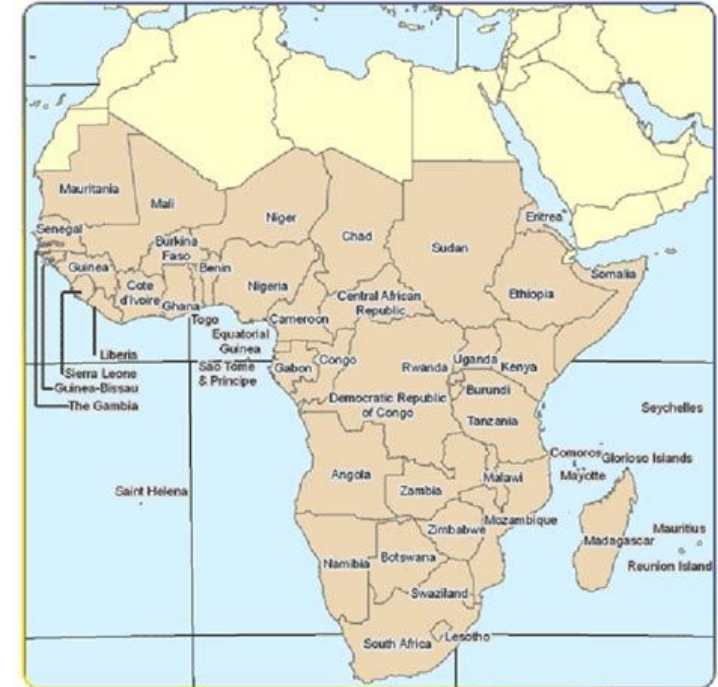 Mauritania
Mali
Niger
Chad
Sudan
Eritrea
Senegal
Burkina
Faso
Guinea
Benin
Nigeria
Cote
d'Ivoire
Ghana
Togo
Central African
Republic
Ethiopia
Somalia
Cameroon
Equatorial
Guinea
Liberia
Sierra Leone
Guinea-Bissau
The Gambia
Sao Tome
& Principe
Gabon
Congo
Rwanda
Uganda
Kenya
Democratic Republic
of Congo
Burundi
Tanzania
Seychelles
Comoros
Glorioso Islands
Mayotte
Saint Helena
Angola
Zambia
Malawi
Mozambique
Zimbabwe
Madagascar
Mauritius
Reunion Island
Namibia
Botswana
Swaziland
South Africa
Lesotho